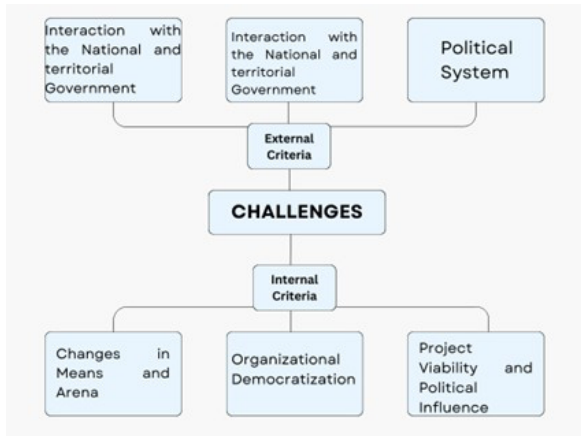 Interaction with
the National and
territorial
Government
Interaction with
the National and
territorial
Government
Political
System
External
Criteria
CHALLENGES
Internal
Criteria
Changes in
Means and
Arena
Organizational
Democratization
Project
Viability and
Political
Influence